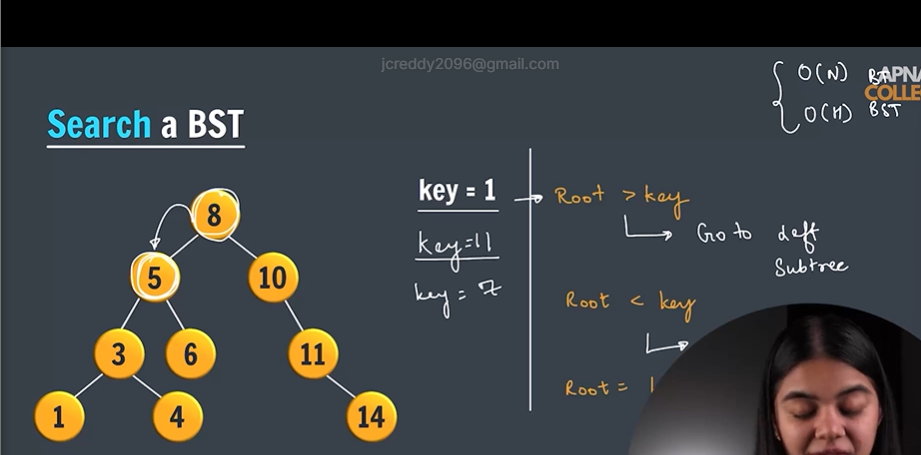 jcreddy2096@gmail.com
O(N) BT
APNA
COLLE
O(H) BST
Search a BST
key = 1
Root > key
Go to Left
Subtree
key=11
key = 7
Root < key
Root =
8
5
10
3
6
11
1
4
14